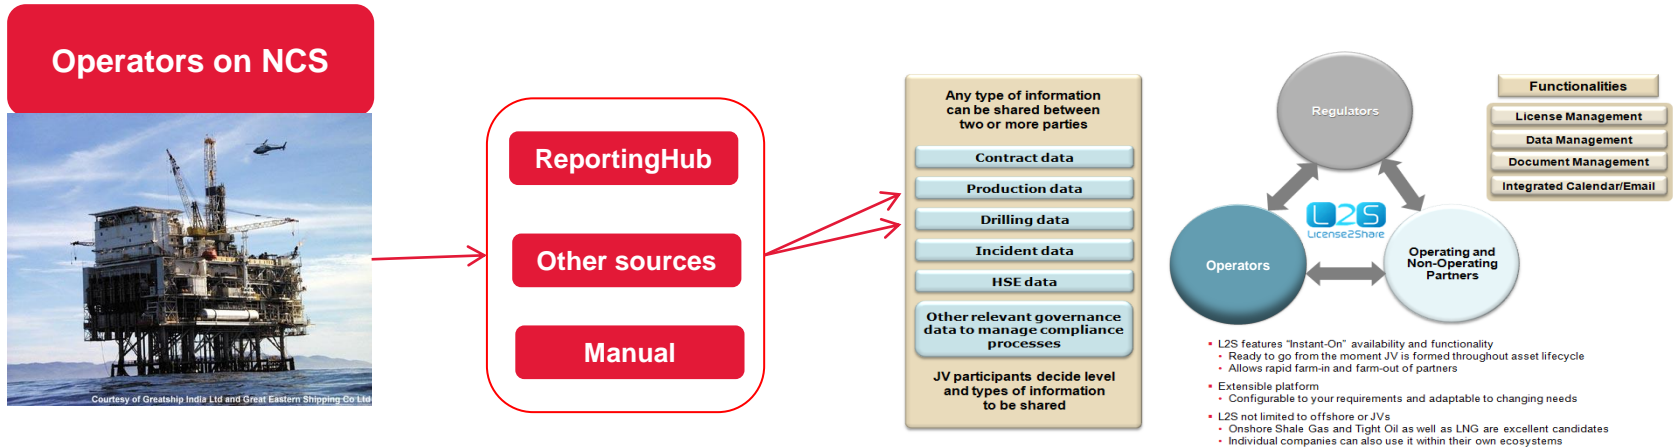 Operators on NCS
Courtesy of Greatship India Ltd and Great Eastern Shipping Co Ltd
ReportingHub
Other sources
Manual
Any type of information
can be shared between
two or more parties
Contract data
Production data
Drilling data
Incident data
HSE data
Other relevant governance
data to manage compliance
processes
JV participants decide level
and types of information
to be shared
Regulators
L2S
License2Share
Operators
Operating and
Non-Operating
Partners
Functionalities
License Management
Data Management
Document Management
Integrated Calendar/Email
▪ L2S features “Instant-On” availability and functionality
• Ready to go from the moment JV is formed throughout asset lifecycle
• Allows rapid farm-in and farm-out of partners
▪ Extensible platform
• Configurable to your requirements and adaptable to changing needs
▪ L2S not limited to offshore or JVs
• Onshore Shale Gas and Tight Oil as well as LNG are excellent candidates
• Individual companies can also use it within their own ecosystems